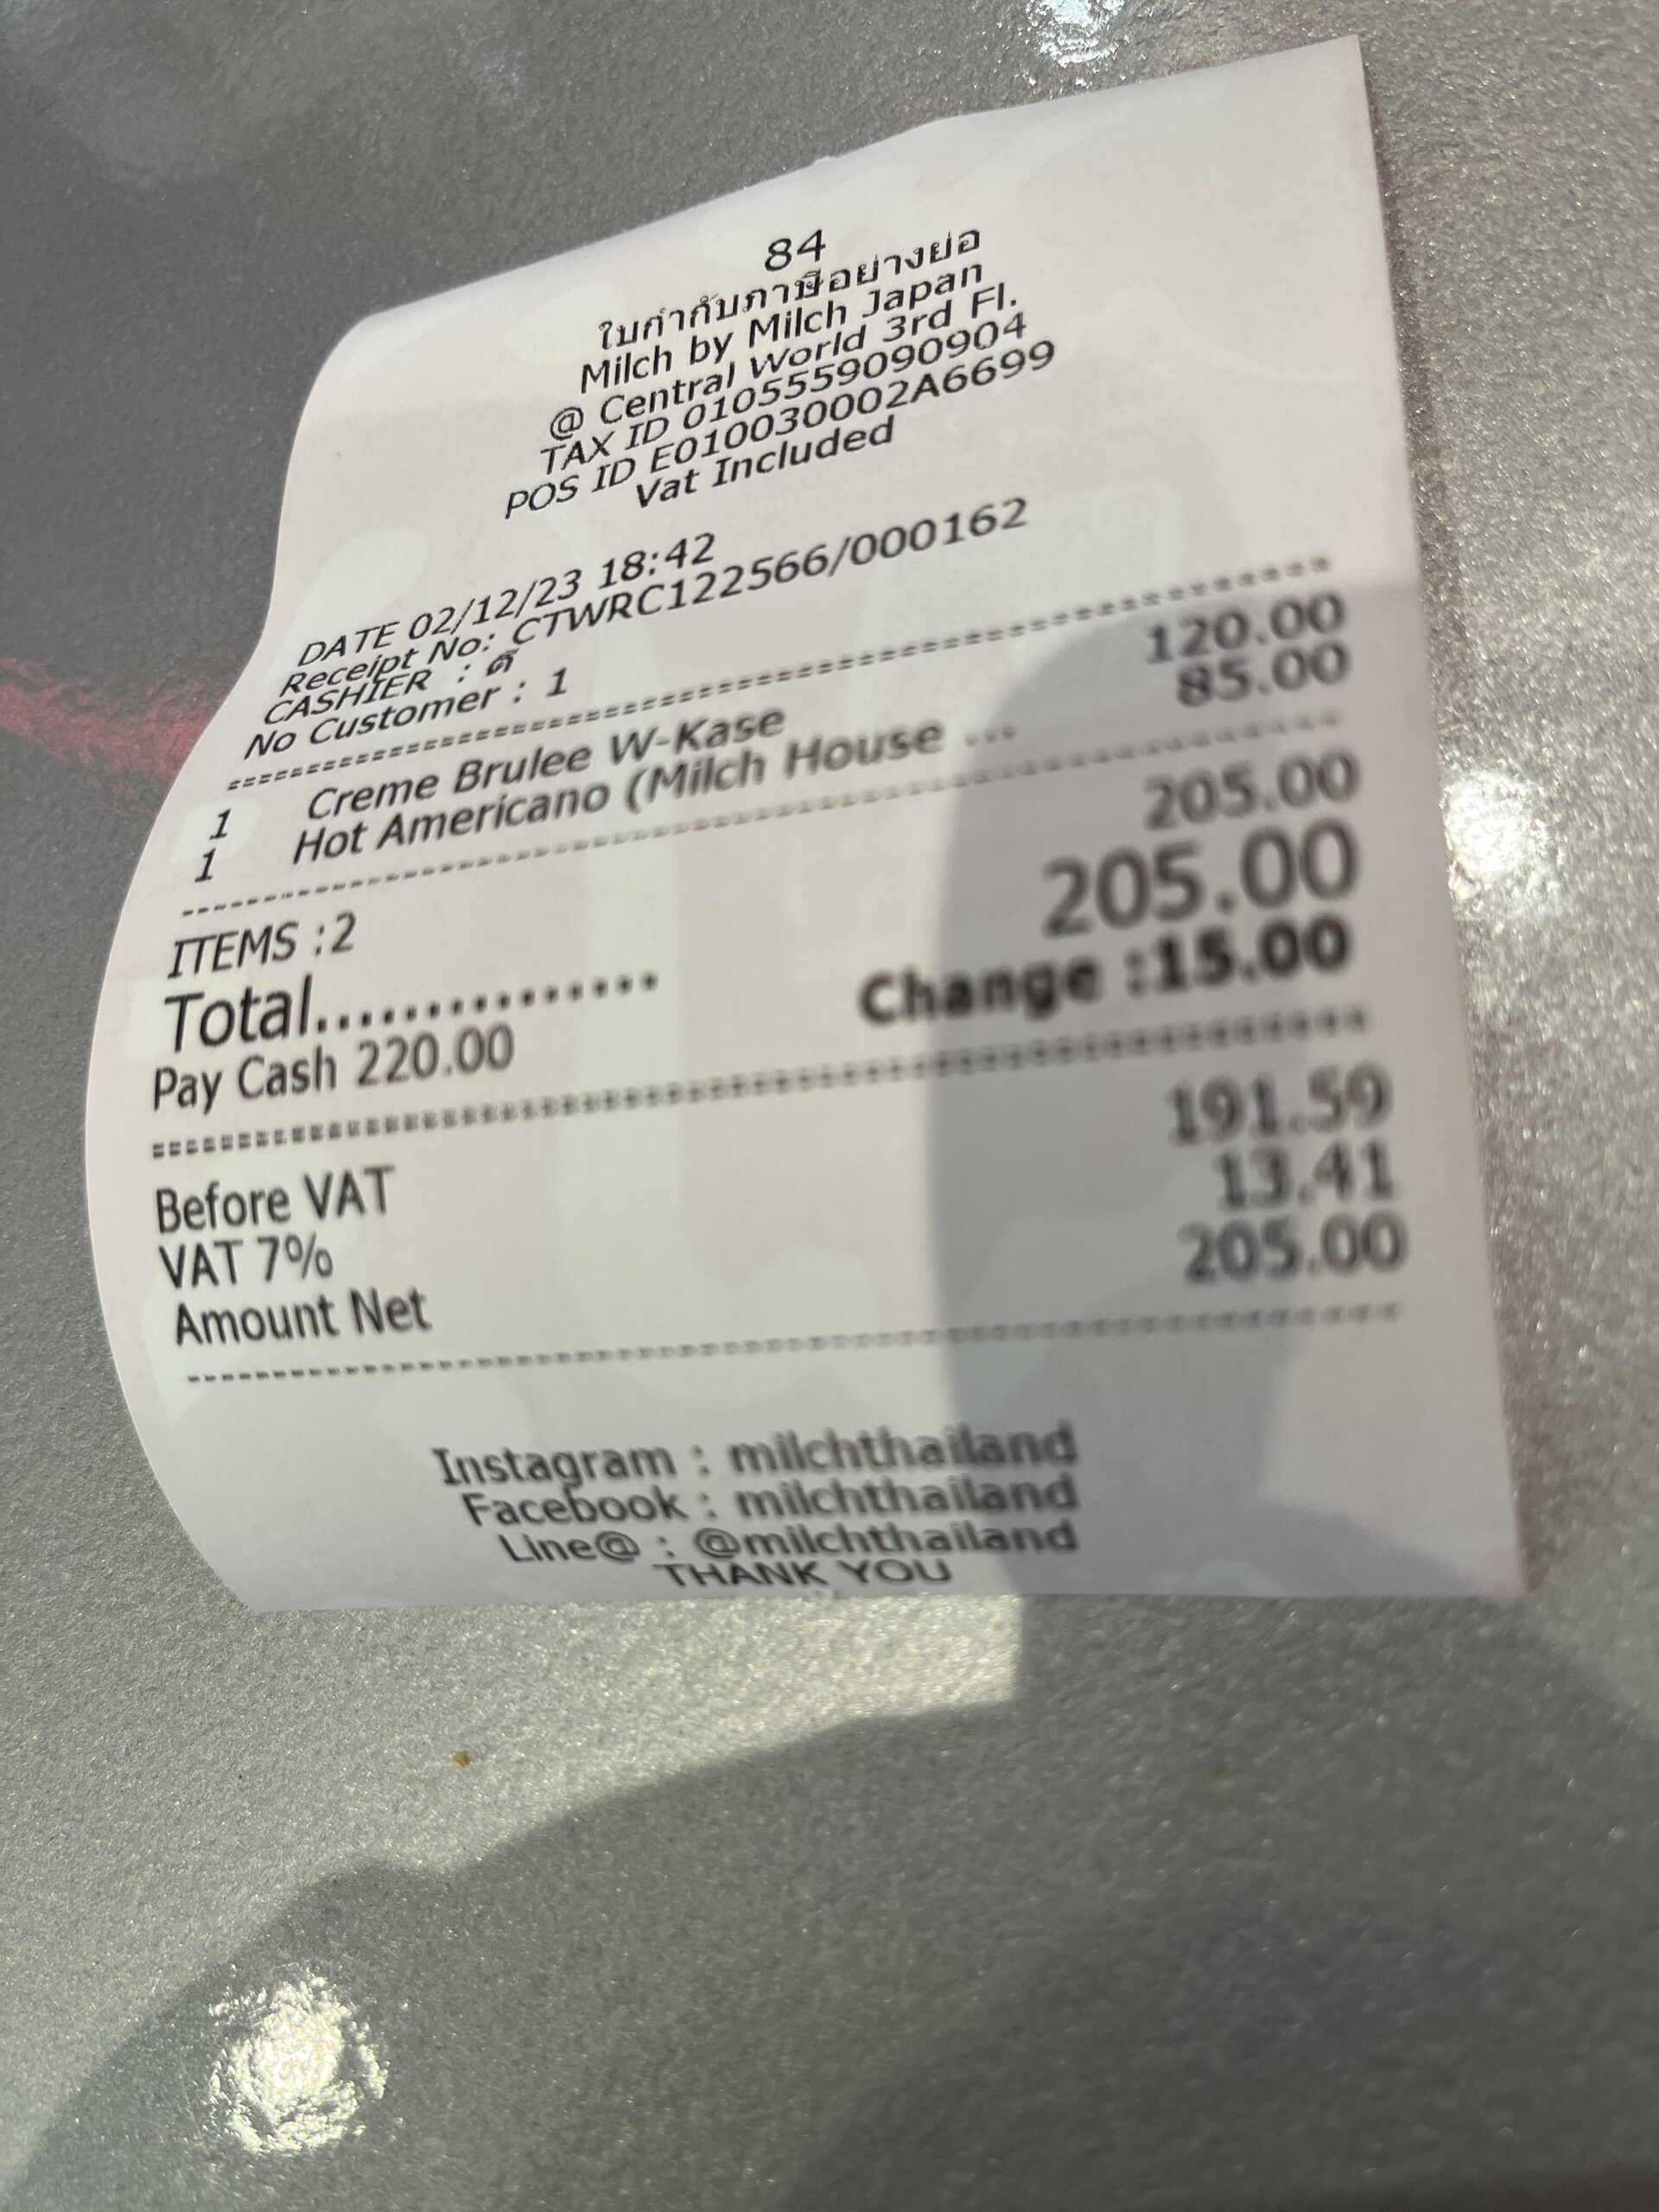 84
ใบกำกับภาษีอย่างย่อ
Milch by Milch Japan
@ Central World 3rd Fl.
TAX ID 0105559090904
POS ID E010030002A6699
Vat Included
DATE 02/12/23 18:42
Receipt No: CTWRC122566/000162
CASHIER : ดี
No Customer : 1
1 Creme Brulee W-Kase 120.00
1 Hot Americano (Milch House ... 85.00
ITEMS :2 205.00
Total............... 205.00
Pay Cash 220.00 Change :15.00
Before VAT 191.59
VAT 7% 13.41
Amount Net 205.00
Instagram : milchthailand
Facebook : milchthailand
Line@ : @milchthailand
THANK YOU